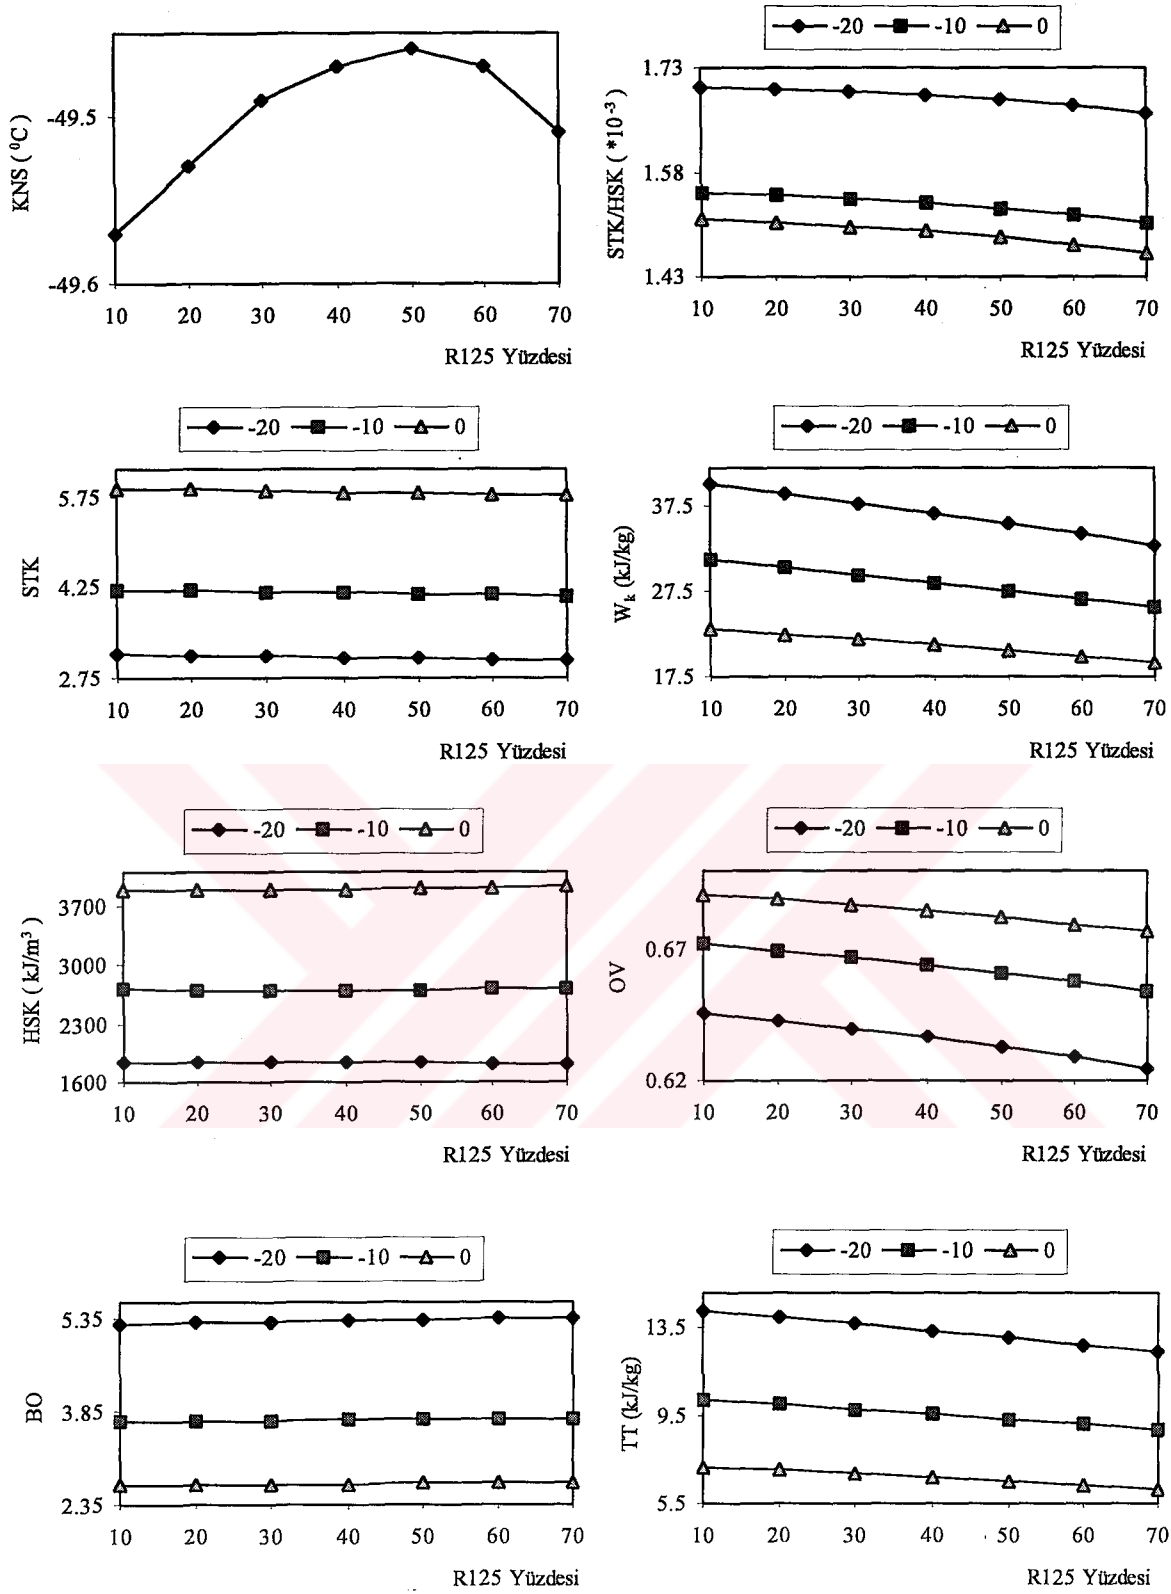 KNS ( ⁰C )
-49.5
-49.6
10 20 30 40 50 60 70
R125 Yüzdesi
-20 -10 0
STK/HSK ( *10⁻³ )
1.73
1.58
1.43
10 20 30 40 50 60 70
R125 Yüzdesi
-20 -10 0
STK
5.75
4.25
2.75
10 20 30 40 50 60 70
R125 Yüzdesi
-20 -10 0
Wₖ (kJ/kg)
37.5
27.5
17.5
10 20 30 40 50 60 70
R125 Yüzdesi
-20 -10 0
HSK ( kJ/m³ )
3700
3000
2300
1600
10 20 30 40 50 60 70
R125 Yüzdesi
-20 -10 0
OV
0.67
0.62
10 20 30 40 50 60 70
R125 Yüzdesi
-20 -10 0
BO
5.35
3.85
2.35
10 20 30 40 50 60 70
R125 Yüzdesi
-20 -10 0
TT (kJ/kg)
13.5
9.5
5.5
10 20 30 40 50 60 70
R125 Yüzdesi